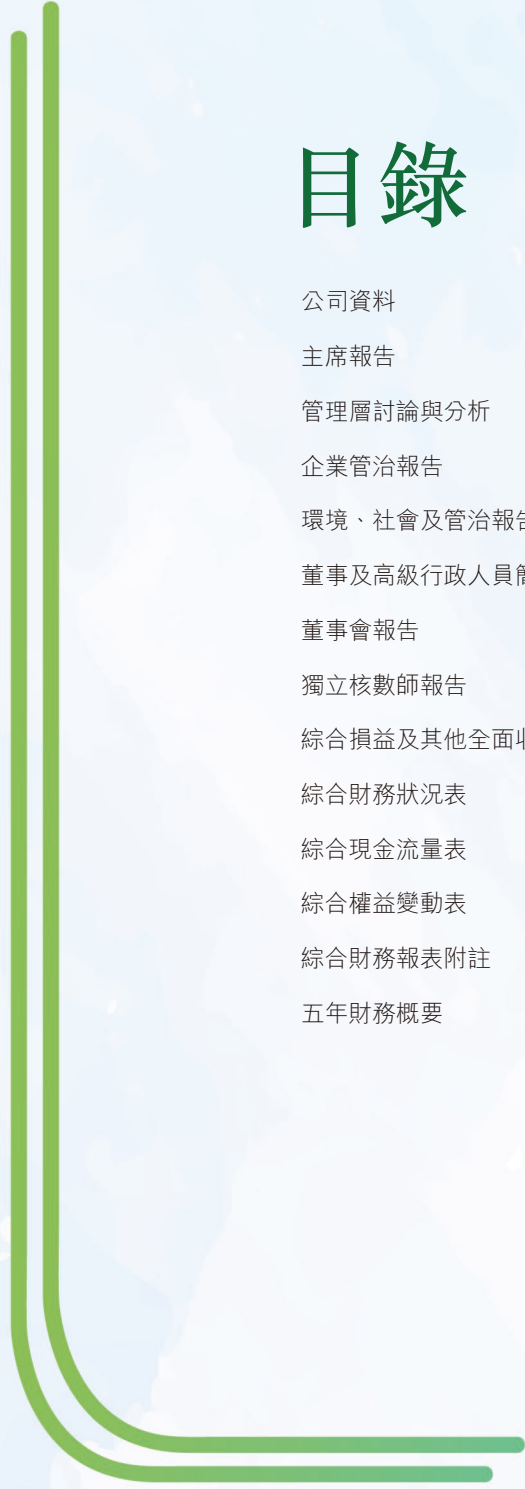 目錄
公司資料
主席報告
管理層討論與分析
企業管治報告
環境、社會及管治報告
董事及高級行政人員
董事會報告
獨立核數師報告
綜合損益及其他全面
綜合財務狀況表
綜合現金流量表
綜合權益變動表
綜合財務報表附註
五年財務概要